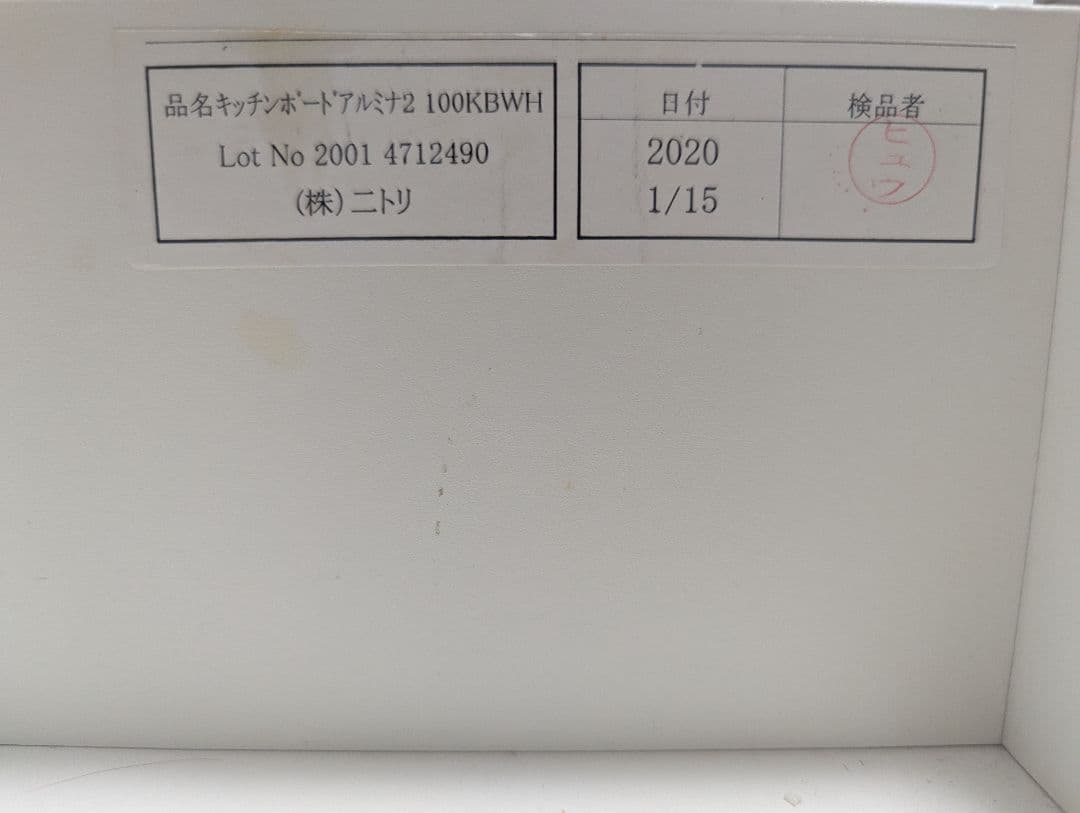 品名キッチンボードアルミナ2 100KBWH
Lot No 2001 4712490
(株)ニトリ
日付
2020
1/15
検品者
ヒュウ